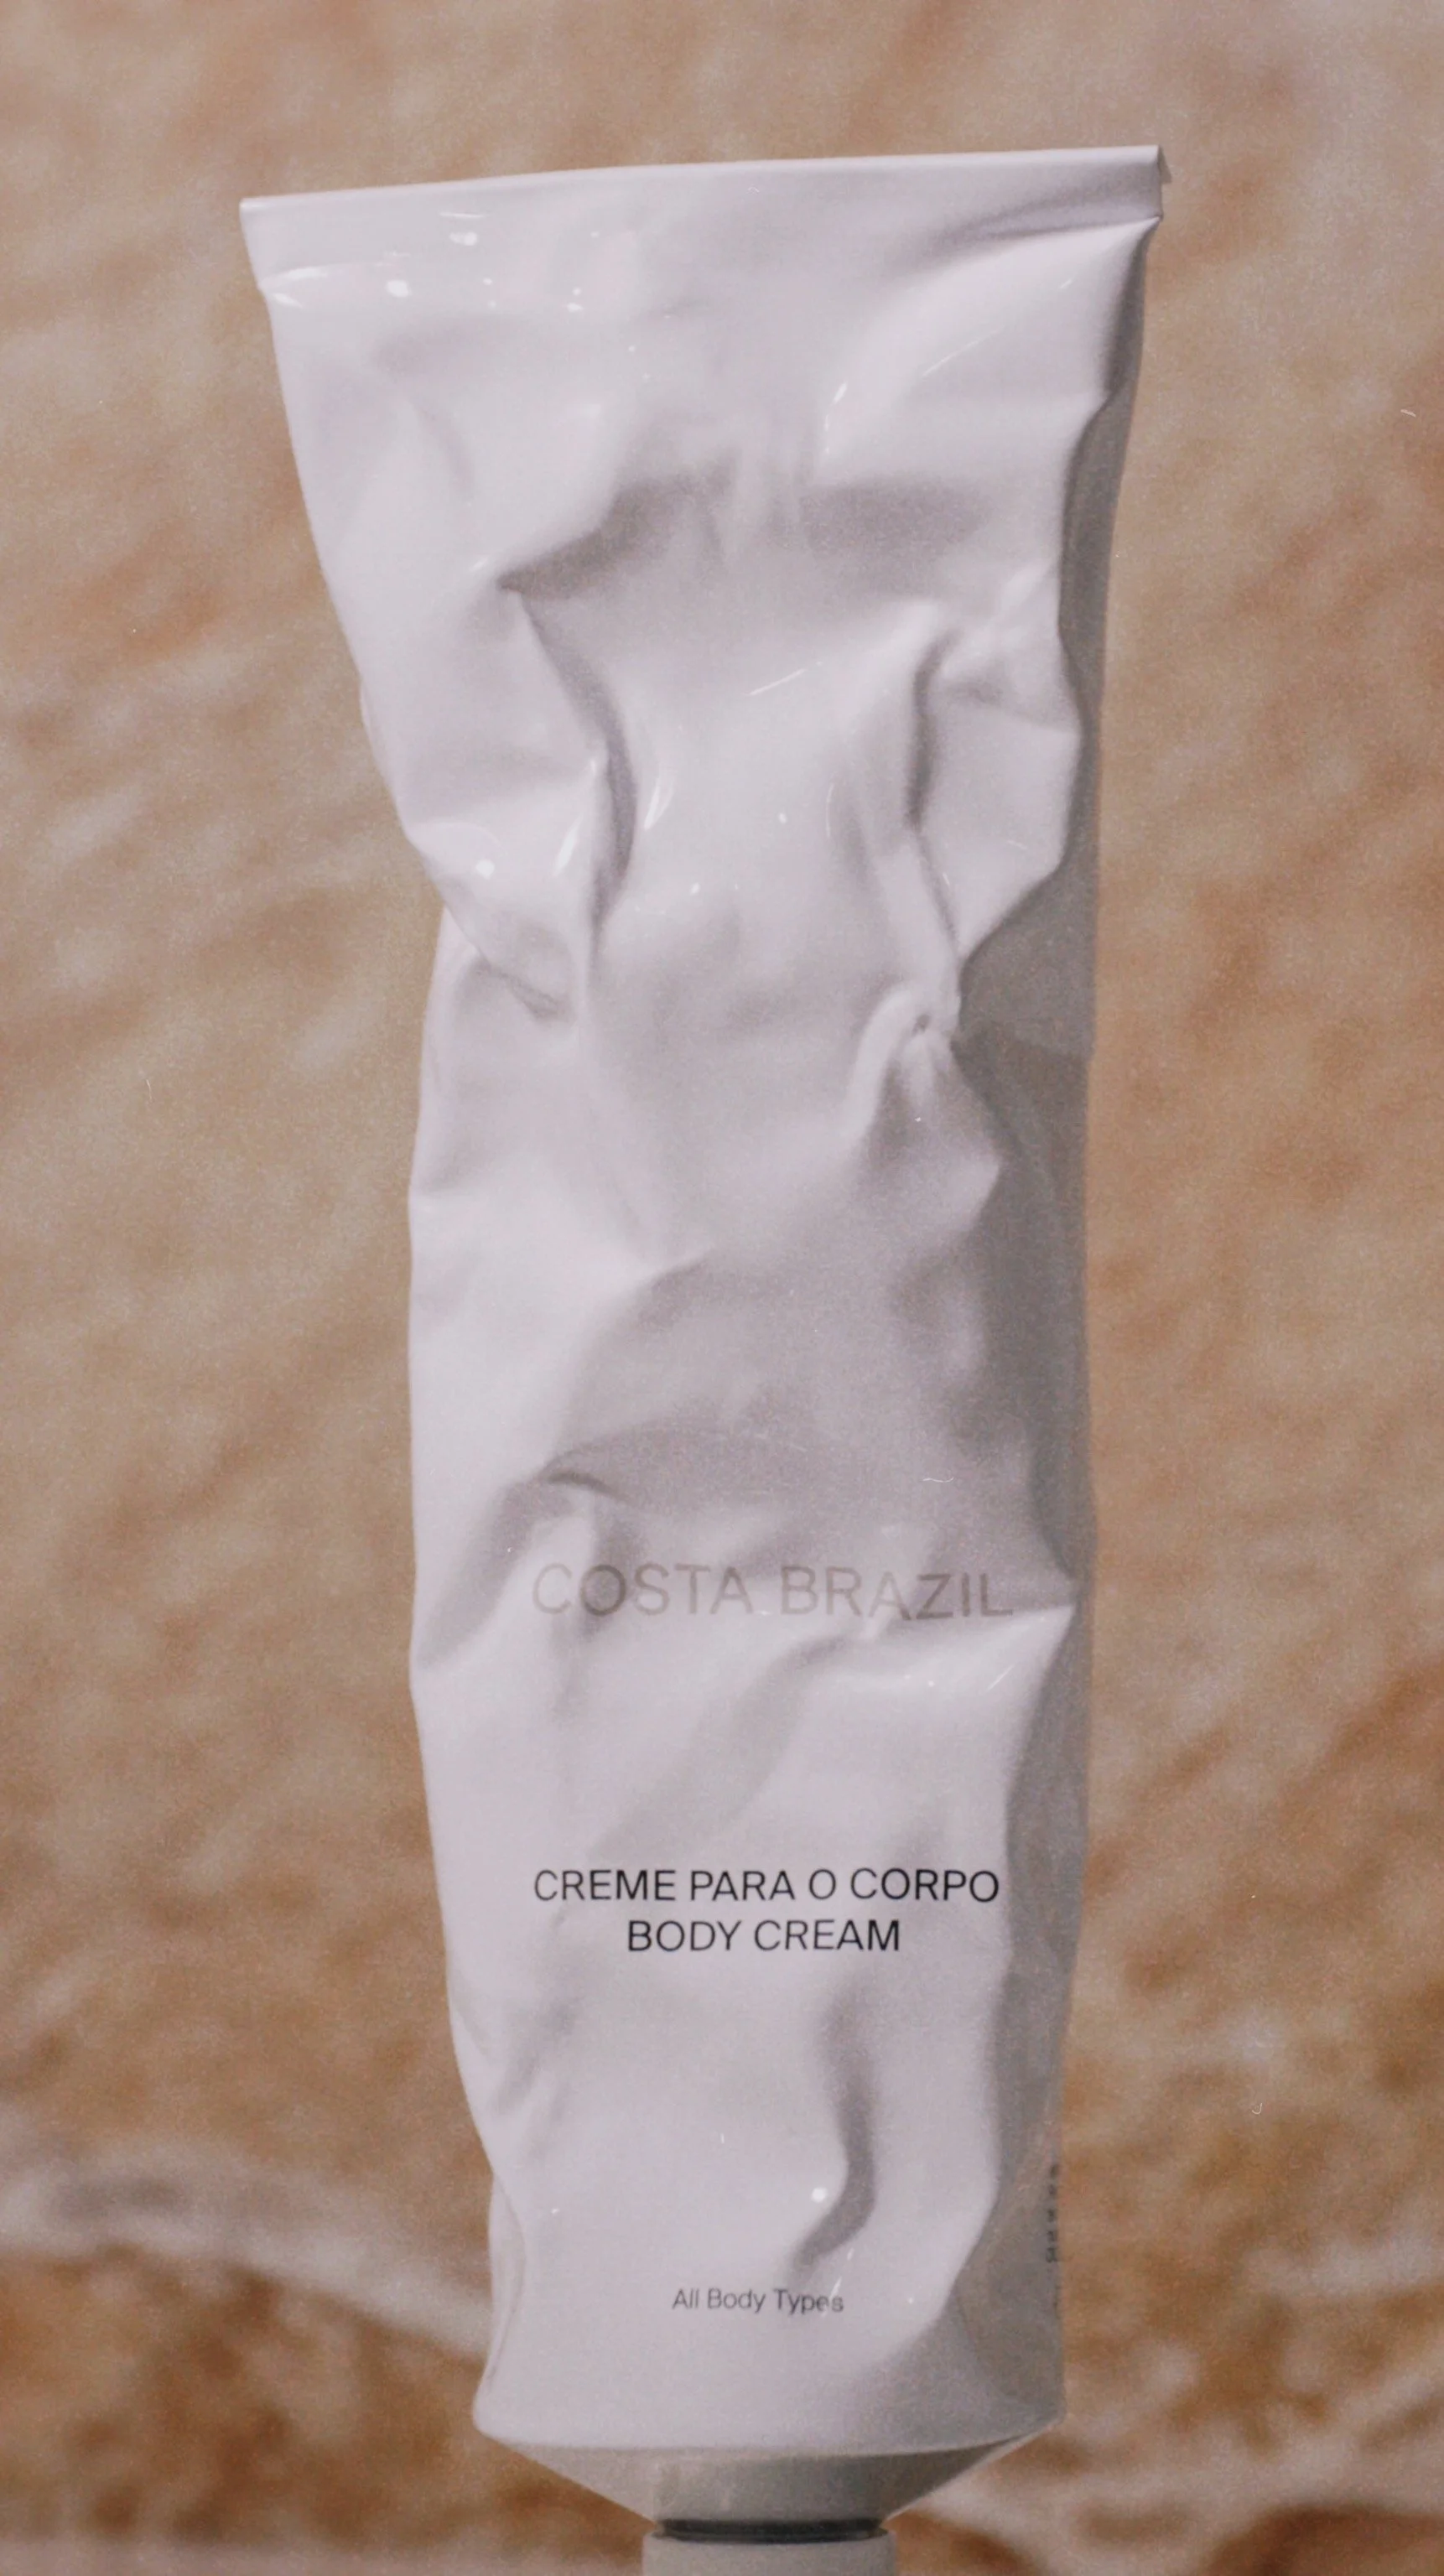 COSTA BRAZIL
CREME PARA O CORPO
BODY CREAM
All Body Types